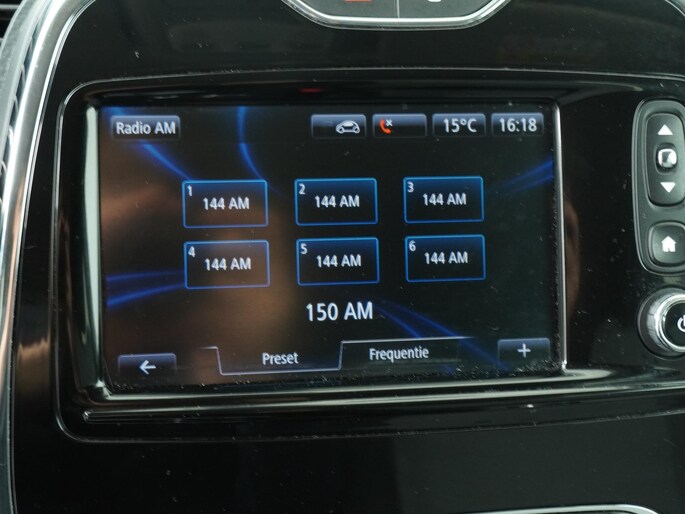 Radio AM 15°C 16:18
1 144 AM 2 144 AM 3 144 AM
4 144 AM 5 144 AM 6 144 AM
150 AM
Preset Frequentie +